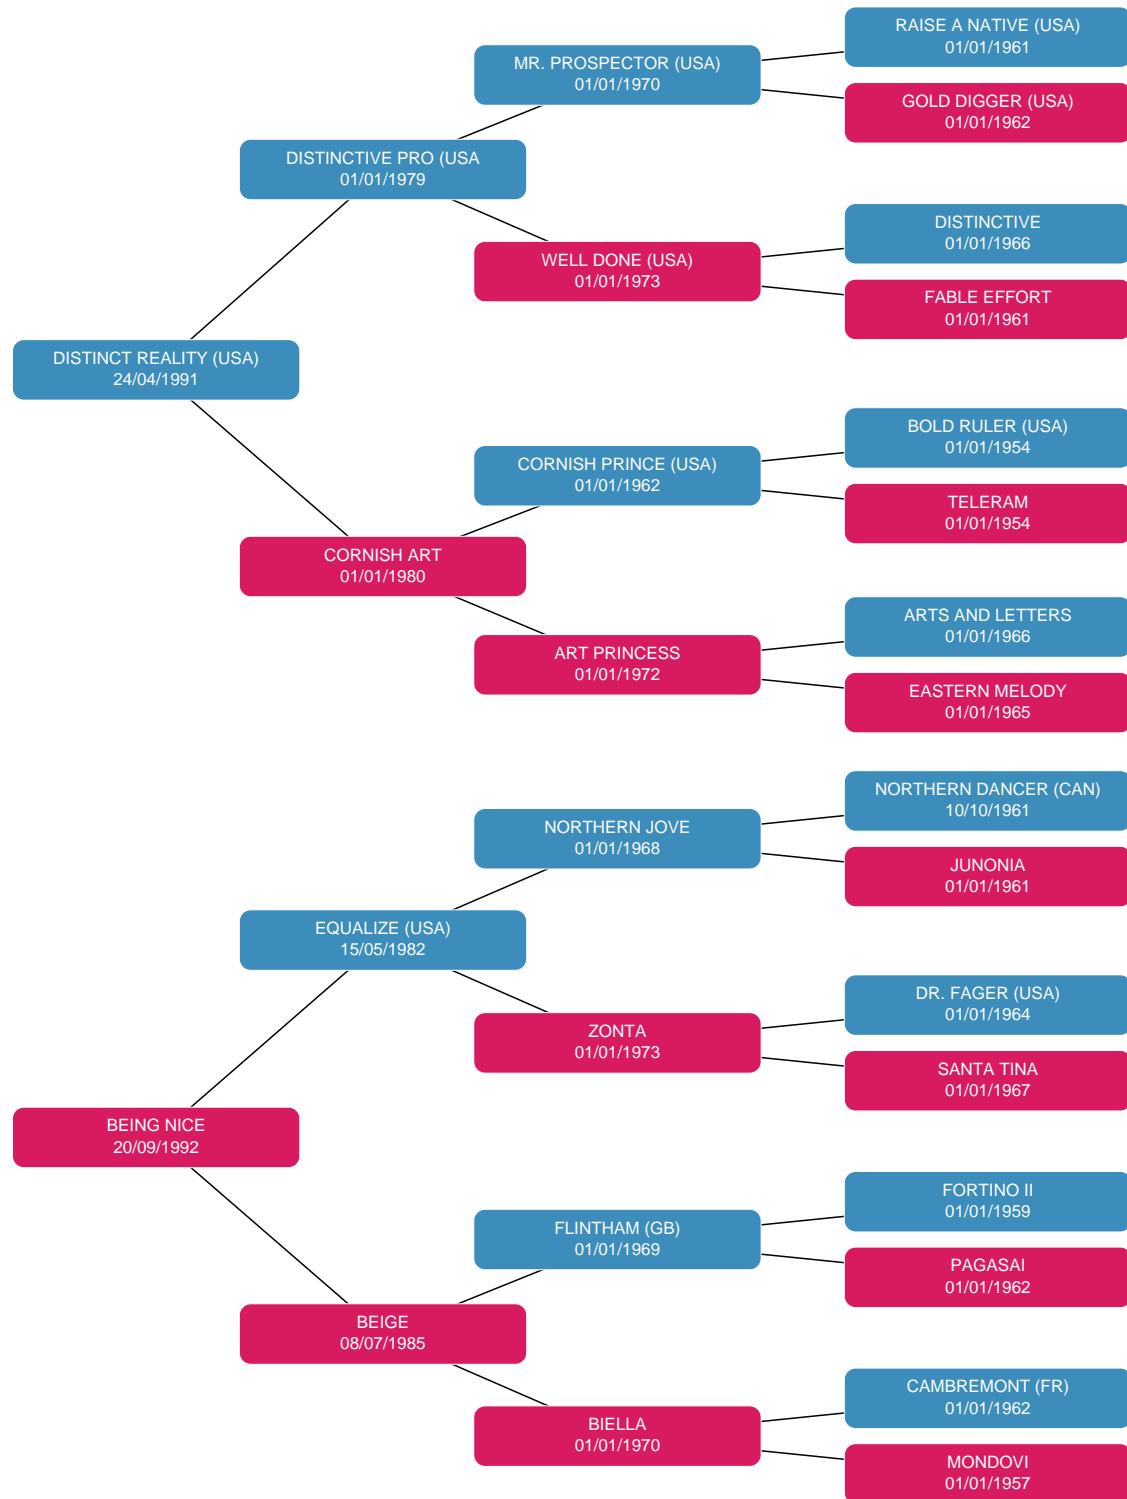 RAISE A NATIVE (USA)
01/01/1961
MR. PROSPECTOR (USA)
01/01/1970
GOLD DIGGER (USA)
01/01/1962
DISTINCTIVE PRO (USA
01/01/1979
DISTINCTIVE
01/01/1966
WELL DONE (USA)
01/01/1973
FABLE EFFORT
01/01/1961
DISTINCT REALITY (USA)
24/04/1991
BOLD RULER (USA)
01/01/1954
CORNISH PRINCE (USA)
01/01/1962
TELERAM
01/01/1954
CORNISH ART
01/01/1980
ARTS AND LETTERS
01/01/1966
ART PRINCESS
01/01/1972
EASTERN MELODY
01/01/1965
NORTHERN DANCER (CAN)
10/10/1961
NORTHERN JOVE
01/01/1968
JUNONIA
01/01/1961
EQUALIZE (USA)
15/05/1982
DR. FAGER (USA)
01/01/1964
ZONTA
01/01/1973
SANTA TINA
01/01/1967
BEING NICE
20/09/1992
FORTINO II
01/01/1959
FLINTHAM (GB)
01/01/1969
PAGASAI
01/01/1962
BEIGE
08/07/1985
CAMBREMONT (FR)
01/01/1962
BIELLA
01/01/1970
MONDOVI
01/01/1957